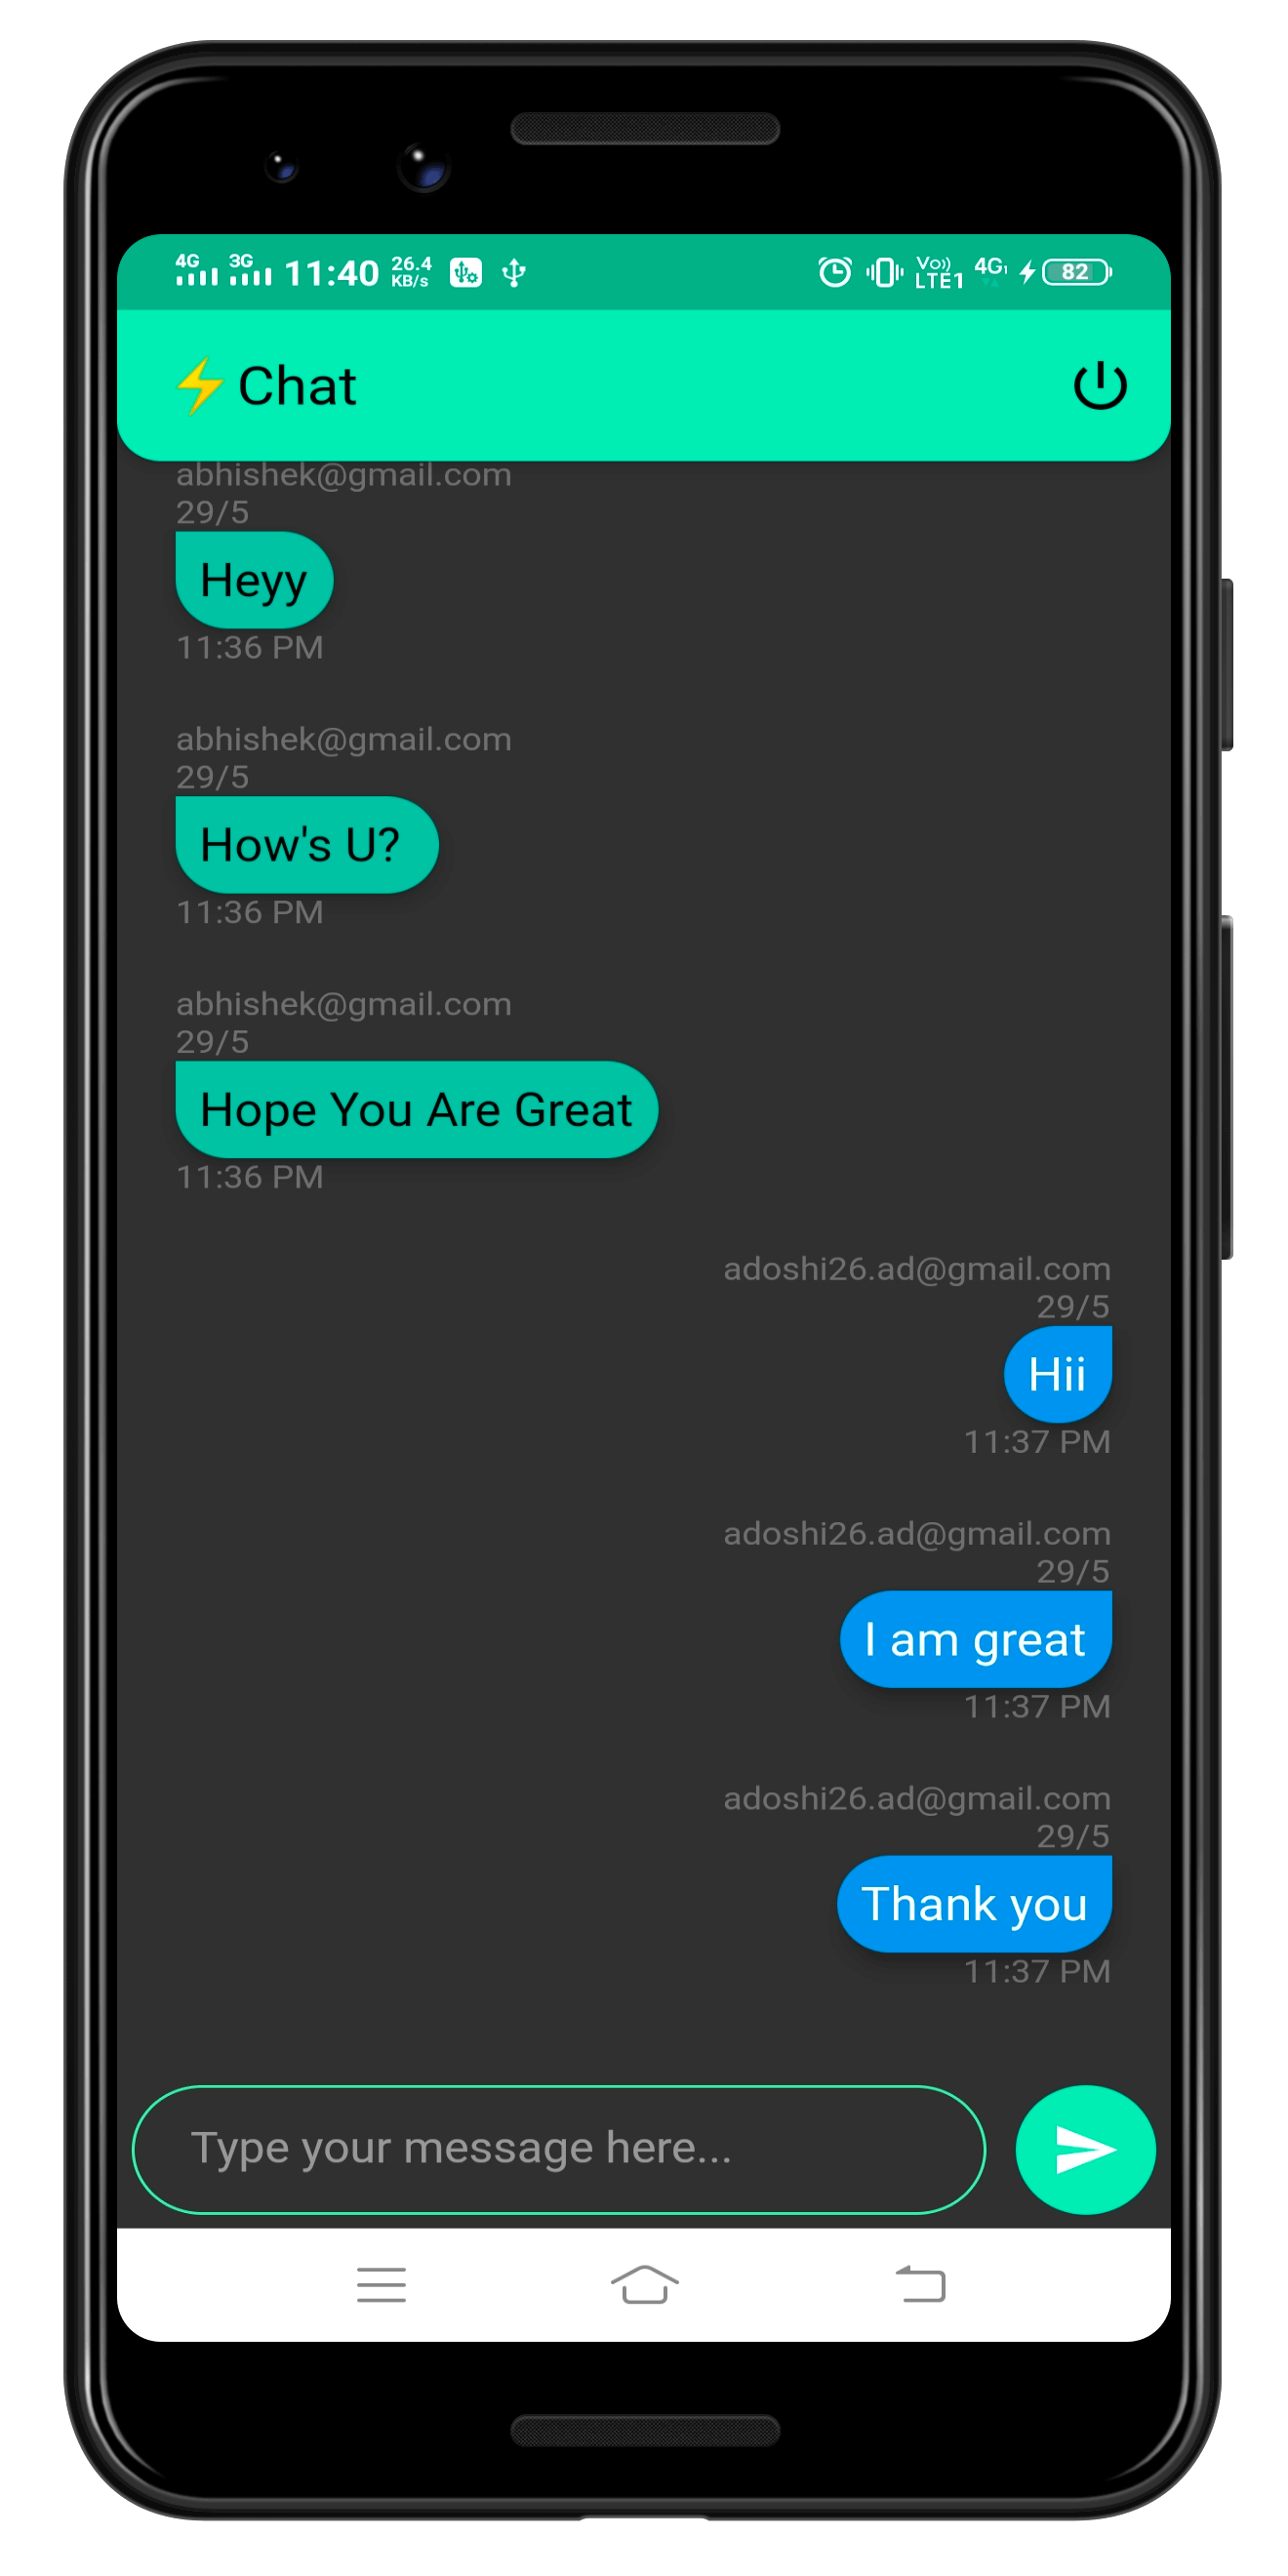 4G 3G 11:40 26.4 KB/s VoLTE1 4G1 82
⚡Chat
abhishek@gmail.com
29/5
Heyy
11:36 PM
abhishek@gmail.com
29/5
How's U?
11:36 PM
abhishek@gmail.com
29/5
Hope You Are Great
11:36 PM
adoshi26.ad@gmail.com
29/5
Hii
11:37 PM
adoshi26.ad@gmail.com
29/5
I am great
11:37 PM
adoshi26.ad@gmail.com
29/5
Thank you
11:37 PM
Type your message here...